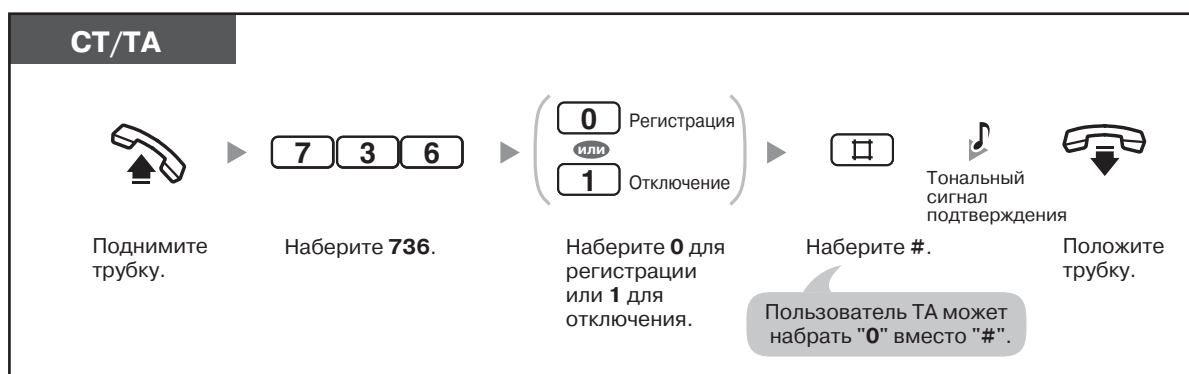 СТ/ТА
7 3 6
0 Регистрация
или
1 Отключение
Тональный
сигнал
подтверждения
Поднимите
трубку.
Наберите 736.
Наберите 0 для
регистрации
или 1 для
отключения.
Наберите #.
Пользователь ТА может
набрать "0" вместо "#".
Положите
трубку.